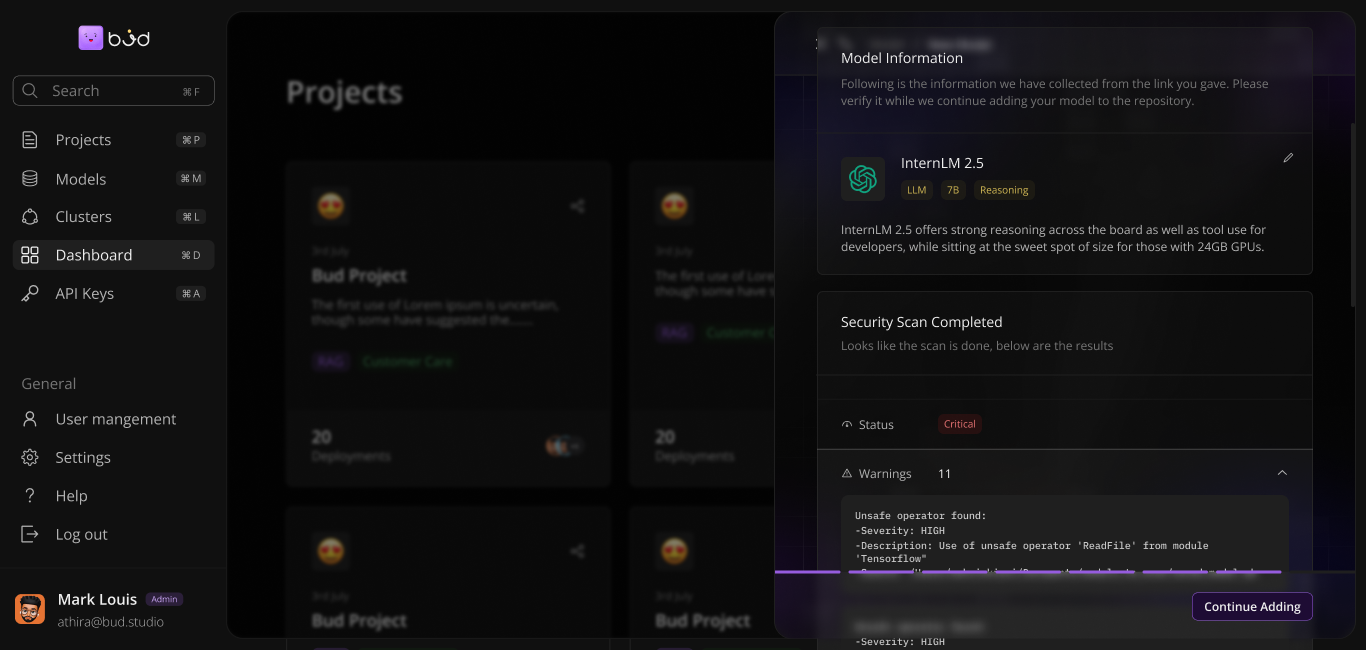 bud
Search ⌘ F
Projects ⌘ P
Models ⌘ M
Clusters ⌘ L
Dashboard ⌘ D
API Keys ⌘ A
General
User mangement
Settings
Help
Log out
Mark Louis Admin
athira@bud.studio
Projects
3rd July
Bud Project
The first use of Lorem ipsum is uncertain,
though some have suggested the.......
RAG Customer Care
20
Deployments
3rd July
The first use of Lore
though some have s
RAG Customer C
20
Deployments
3rd July
Bud Project
3rd July
Bud Project
Model Information
Following is the information we have collected from the link you gave. Please
verify it while we continue adding your model to the repository.
InternLM 2.5
LLM 7B Reasoning
InternLM 2.5 offers strong reasoning across the board as well as tool use for
developers, while sitting at the sweet spot of size for those with 24GB GPUs.
Security Scan Completed
Looks like the scan is done, below are the results
Status Critical
Warnings 11
Unsafe operator found:
-Severity: HIGH
-Description: Use of unsafe operator 'ReadFile' from module
'Tensorflow"
Continue Adding
-Severity: HIGH